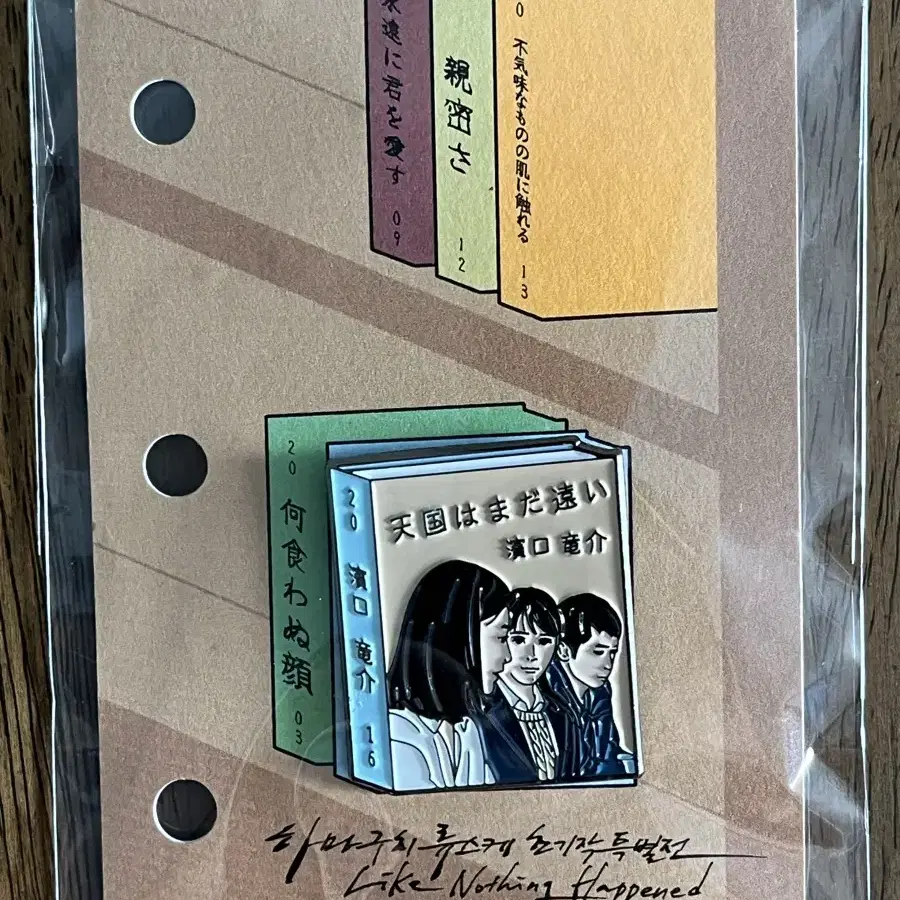 永遠に君を愛す 09
親密さ 12
0 不気味なものの肌に触れる 13
20 何食わぬ顔 03
20 濱口 竜介 16
天国はまだ遠い
濱口 竜介
하마구치 류스케 초기작 특별전
Like Nothing Happened